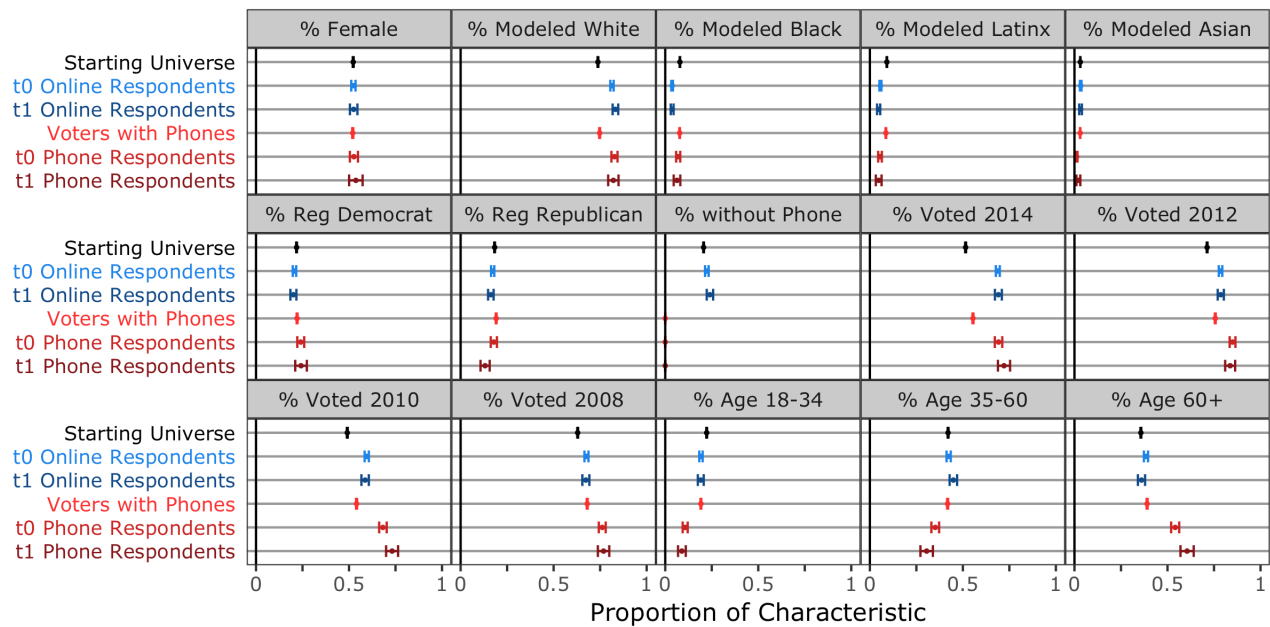 % Female % Modeled White % Modeled Black % Modeled Latinx % Modeled Asian
Starting Universe
t0 Online Respondents
t1 Online Respondents
Voters with Phones
t0 Phone Respondents
t1 Phone Respondents
% Reg Democrat % Reg Republican % without Phone % Voted 2014 % Voted 2012
Starting Universe
t0 Online Respondents
t1 Online Respondents
Voters with Phones
t0 Phone Respondents
t1 Phone Respondents
% Voted 2010 % Voted 2008 % Age 18-34 % Age 35-60 % Age 60+
Starting Universe
t0 Online Respondents
t1 Online Respondents
Voters with Phones
t0 Phone Respondents
t1 Phone Respondents
0 0.5 1 0 0.5 1 0 0.5 1 0 0.5 1 0 0.5 1
Proportion of Characteristic